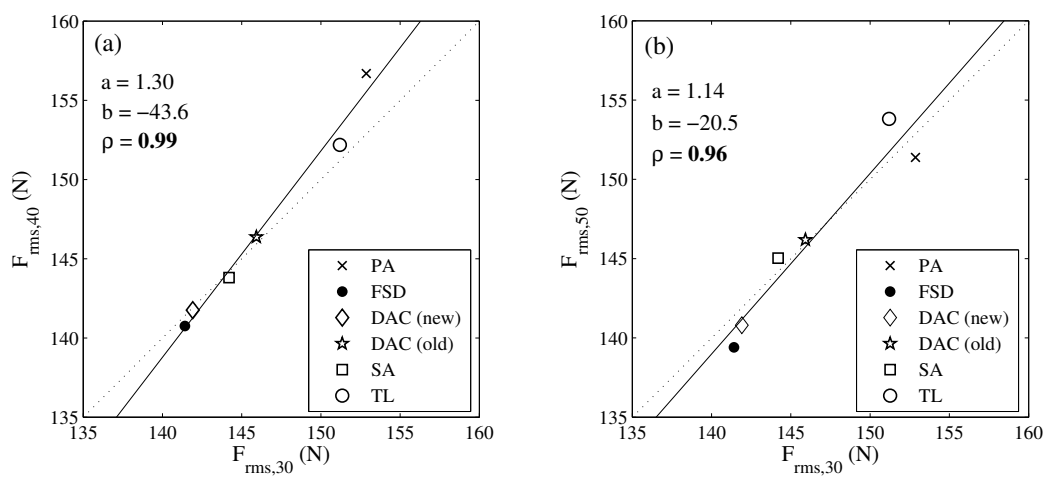 160
(a)
a = 1.30
155
b = −43.6
ρ = 0.99
150
F_rms,40 (N)
145
PA
FSD
140
DAC (new)
DAC (old)
SA
TL
135
135 140 145 150 155 160
F_rms,30 (N)
160
(b)
a = 1.14
155
b = −20.5
ρ = 0.96
150
F_rms,50 (N)
145
PA
FSD
140
DAC (new)
DAC (old)
SA
TL
135
135 140 145 150 155 160
F_rms,30 (N)